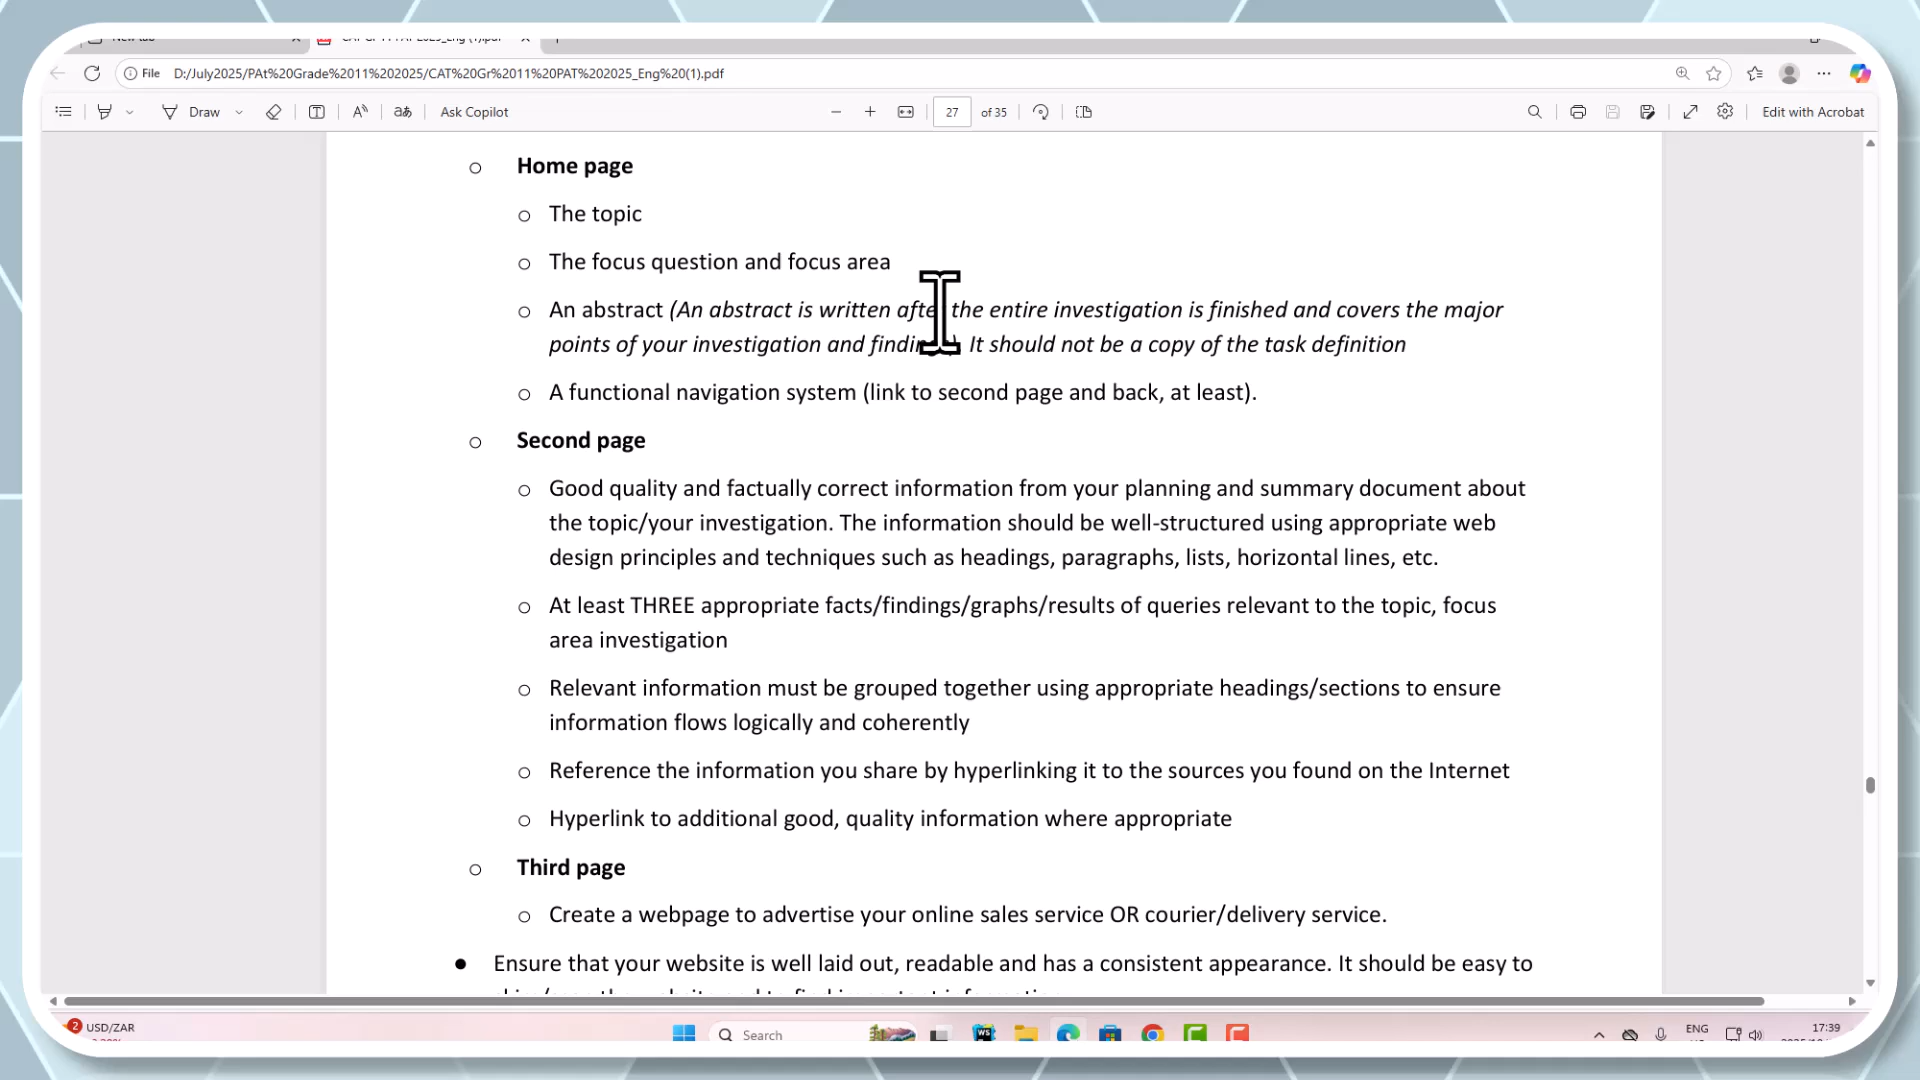 File D:/July2025/PAt%20Grade%2011%202025/CAT%20Gr%2011%20PAT%202025_Eng%20(1).pdf
Draw aあ Ask Copilot 27 of 35 Edit with Acrobat
Home page
The topic
The focus question and focus area
An abstract (An abstract is written after the entire investigation is finished and covers the major
points of your investigation and It should not be a copy of the task definition
A functional navigation system (link to second page and back, at least).
Second page
Good quality and factually correct information from your planning and summary document about
the topic/your investigation. The information should be well-structured using appropriate web
design principles and techniques such as headings, paragraphs, lists, horizontal lines, etc.
At least THREE appropriate facts/findings/graphs/results of queries relevant to the topic, focus
area investigation
Relevant information must be grouped together using appropriate headings/sections to ensure
information flows logically and coherently
Reference the information you share by hyperlinking it to the sources you found on the Internet
Hyperlink to additional good, quality information where appropriate
Third page
Create a webpage to advertise your online sales service OR courier/delivery service.
Ensure that your website is well laid out, readable and has a consistent appearance. It should be easy to
2 USD/ZAR
Search
WS
ENG
17:39